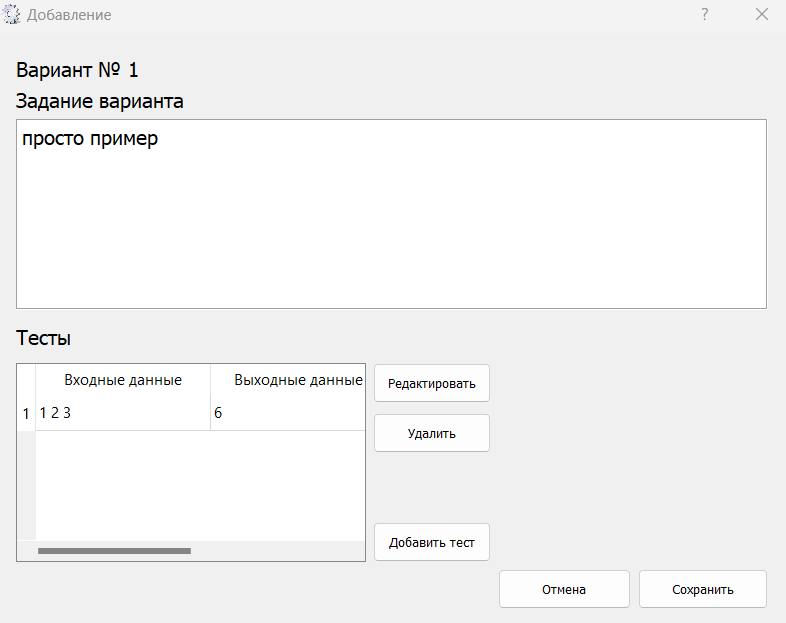 Добавление
?
Вариант № 1
Задание варианта
просто пример
Тесты
Входные данные Выходные данные
1 1 2 3 6
Редактировать
Удалить
Добавить тест
Отмена Сохранить